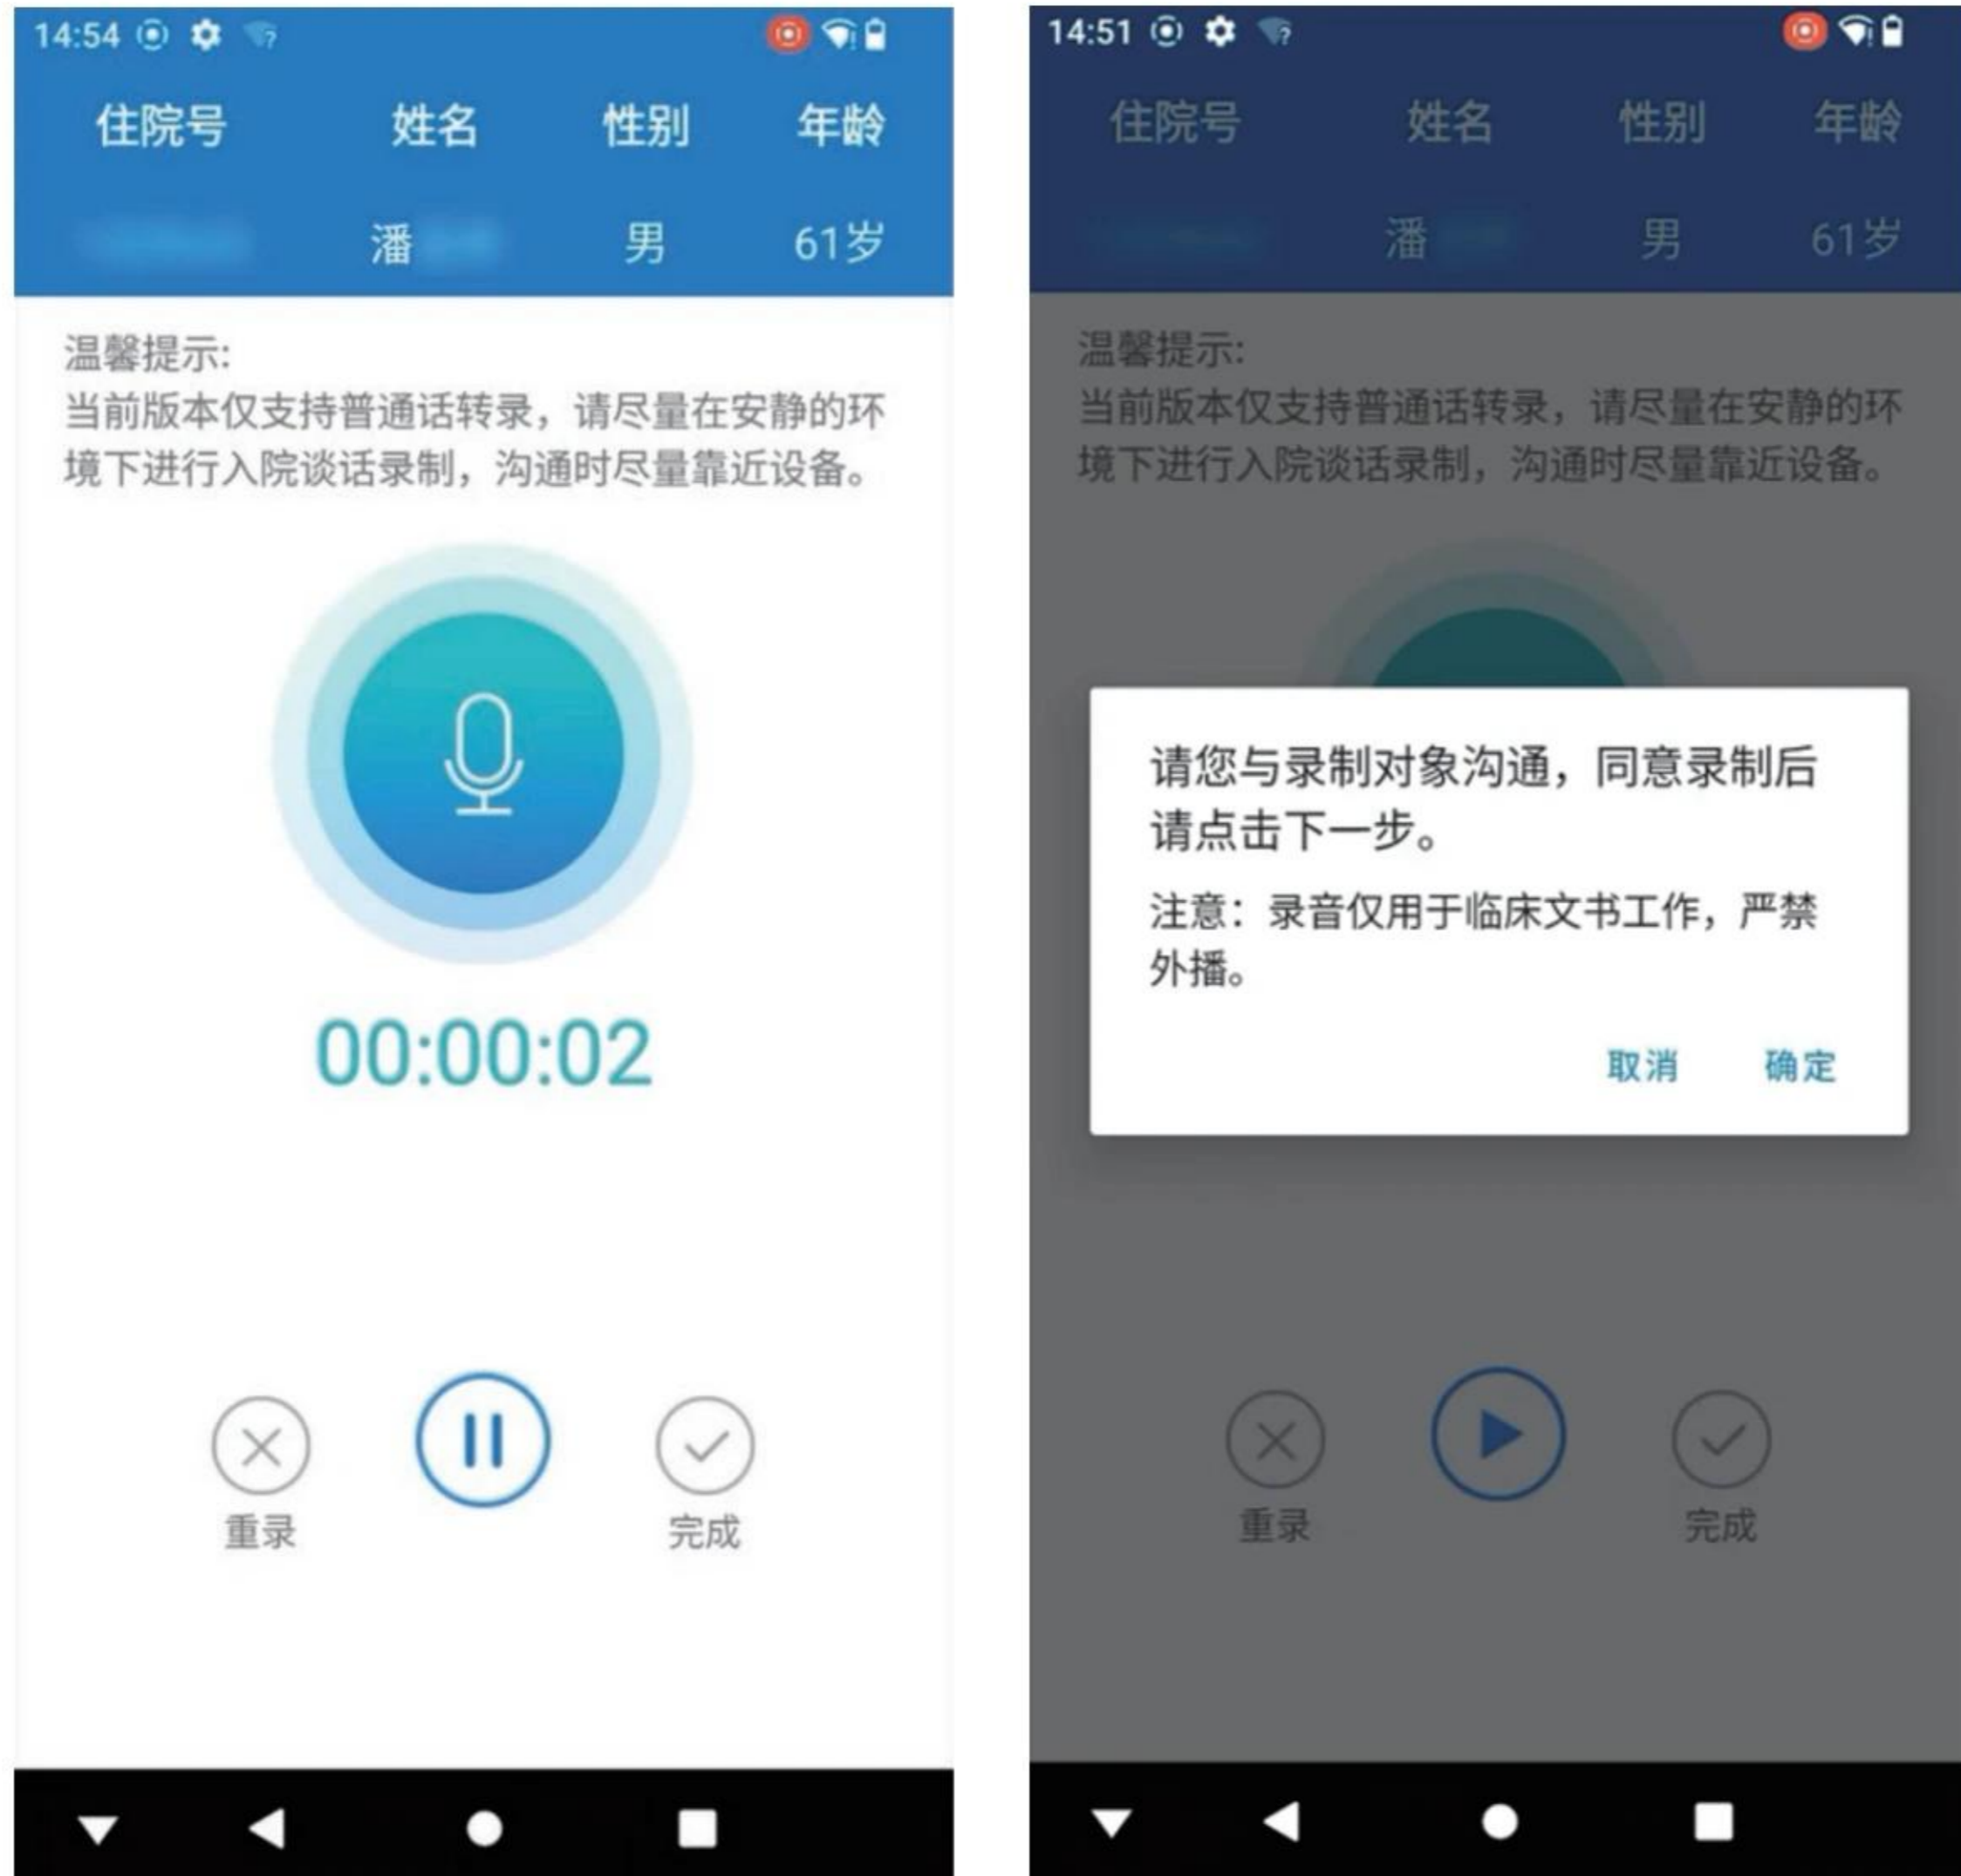 14:54
住院号 姓名 性别 年龄
潘 男 61岁
温馨提示:
当前版本仅支持普通话转录，请尽量在安静的环
境下进行入院谈话录制，沟通时尽量靠近设备。
00:00:02
重录 完成
14:51
住院号 姓名 性别 年龄
潘 男 61岁
温馨提示:
当前版本仅支持普通话转录，请尽量在安静的环
境下进行入院谈话录制，沟通时尽量靠近设备。
请您与录制对象沟通，同意录制后
请点击下一步。
注意：录音仅用于临床文书工作，严禁
外播。
取消 确定
重录 完成